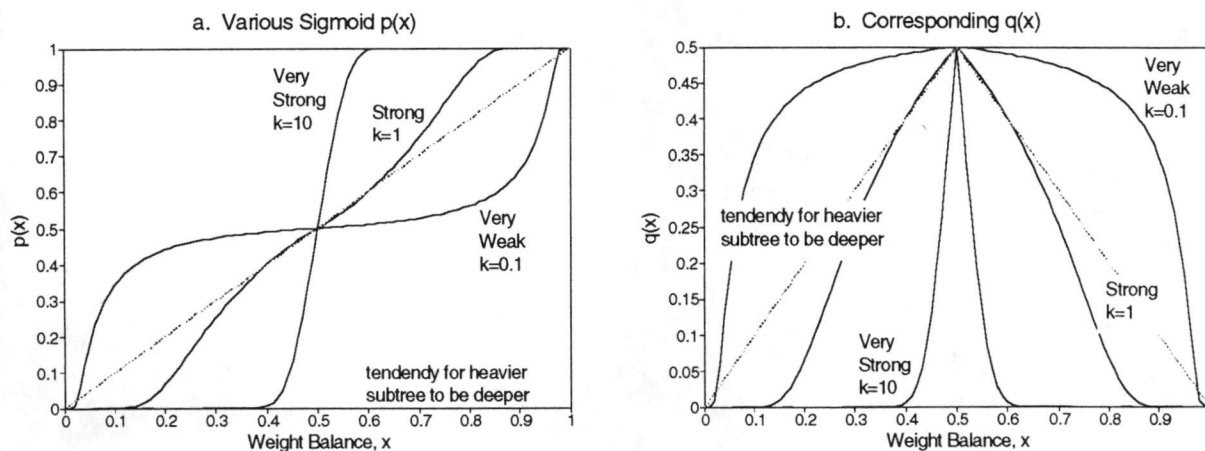 a. Various Sigmoid p(x)
1
0.9
0.8
0.7
0.6
0.5
0.4
0.3
0.2
0.1
0
p(x)
Very
Strong
k=10
Strong
k=1
Very
Weak
k=0.1
tendendy for heavier
subtree to be deeper
0 0.1 0.2 0.3 0.4 0.5 0.6 0.7 0.8 0.9 1
Weight Balance, x
b. Corresponding q(x)
0.5
0.45
0.4
0.35
0.3
0.25
0.2
0.15
0.1
0.05
0
q(x)
Very
Weak
k=0.1
tendendy for heavier
subtree to be deeper
Strong
k=1
Very
Strong
k=10
0 0.1 0.2 0.3 0.4 0.5 0.6 0.7 0.8 0.9
Weight Balance, x